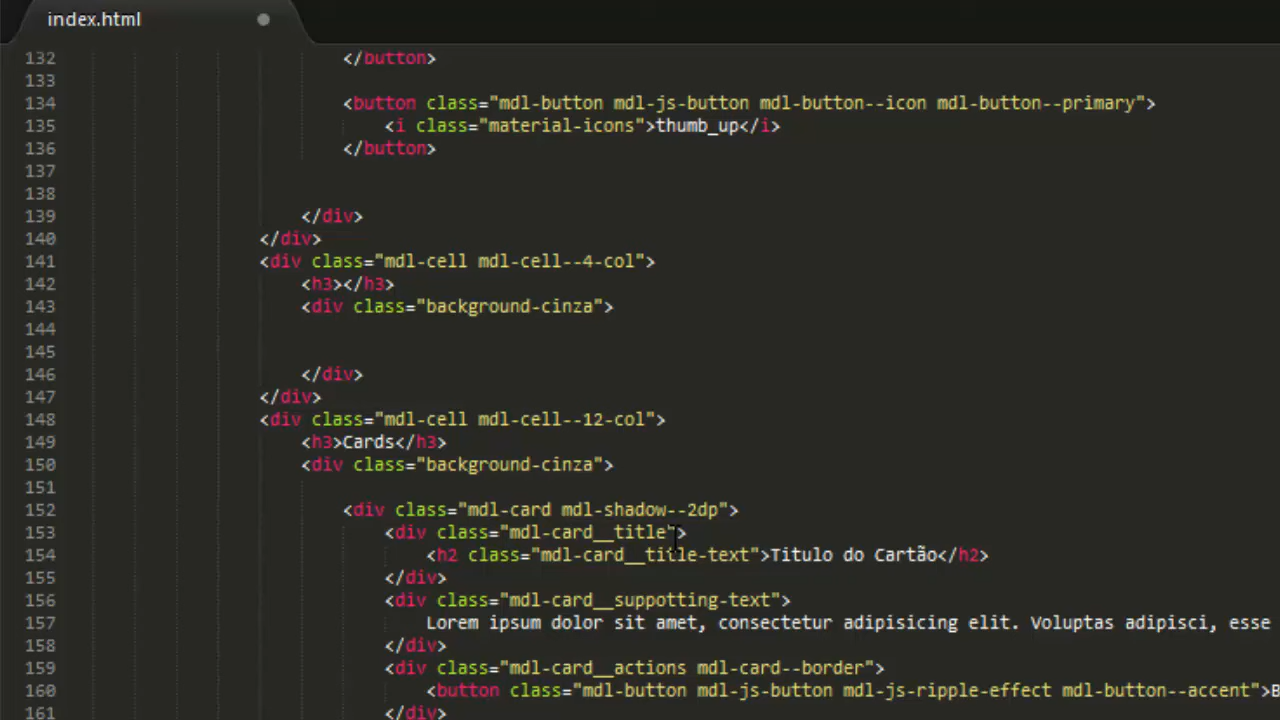 index.html
132 </button>
133
134 <button class="mdl-button mdl-js-button mdl-button--icon mdl-button--primary">
135 <i class="material-icons">thumb_up</i>
136 </button>
137
138
139 </div>
140 </div>
141 <div class="mdl-cell mdl-cell--4-col">
142 <h3></h3>
143 <div class="background-cinza">
144
145
146 </div>
147 </div>
148 <div class="mdl-cell mdl-cell--12-col">
149 <h3>Cards</h3>
150 <div class="background-cinza">
151
152 <div class="mdl-card mdl-shadow--2dp">
153 <div class="mdl-card__title">
154 <h2 class="mdl-card__title-text">Titulo do Cartão</h2>
155 </div>
156 <div class="mdl-card__suppotting-text">
157 Lorem ipsum dolor sit amet, consectetur adipisicing elit. Voluptas adipisci, esse
158 </div>
159 <div class="mdl-card__actions mdl-card--border">
160 <button class="mdl-button mdl-js-button mdl-js-ripple-effect mdl-button--accent">B
161 </div>